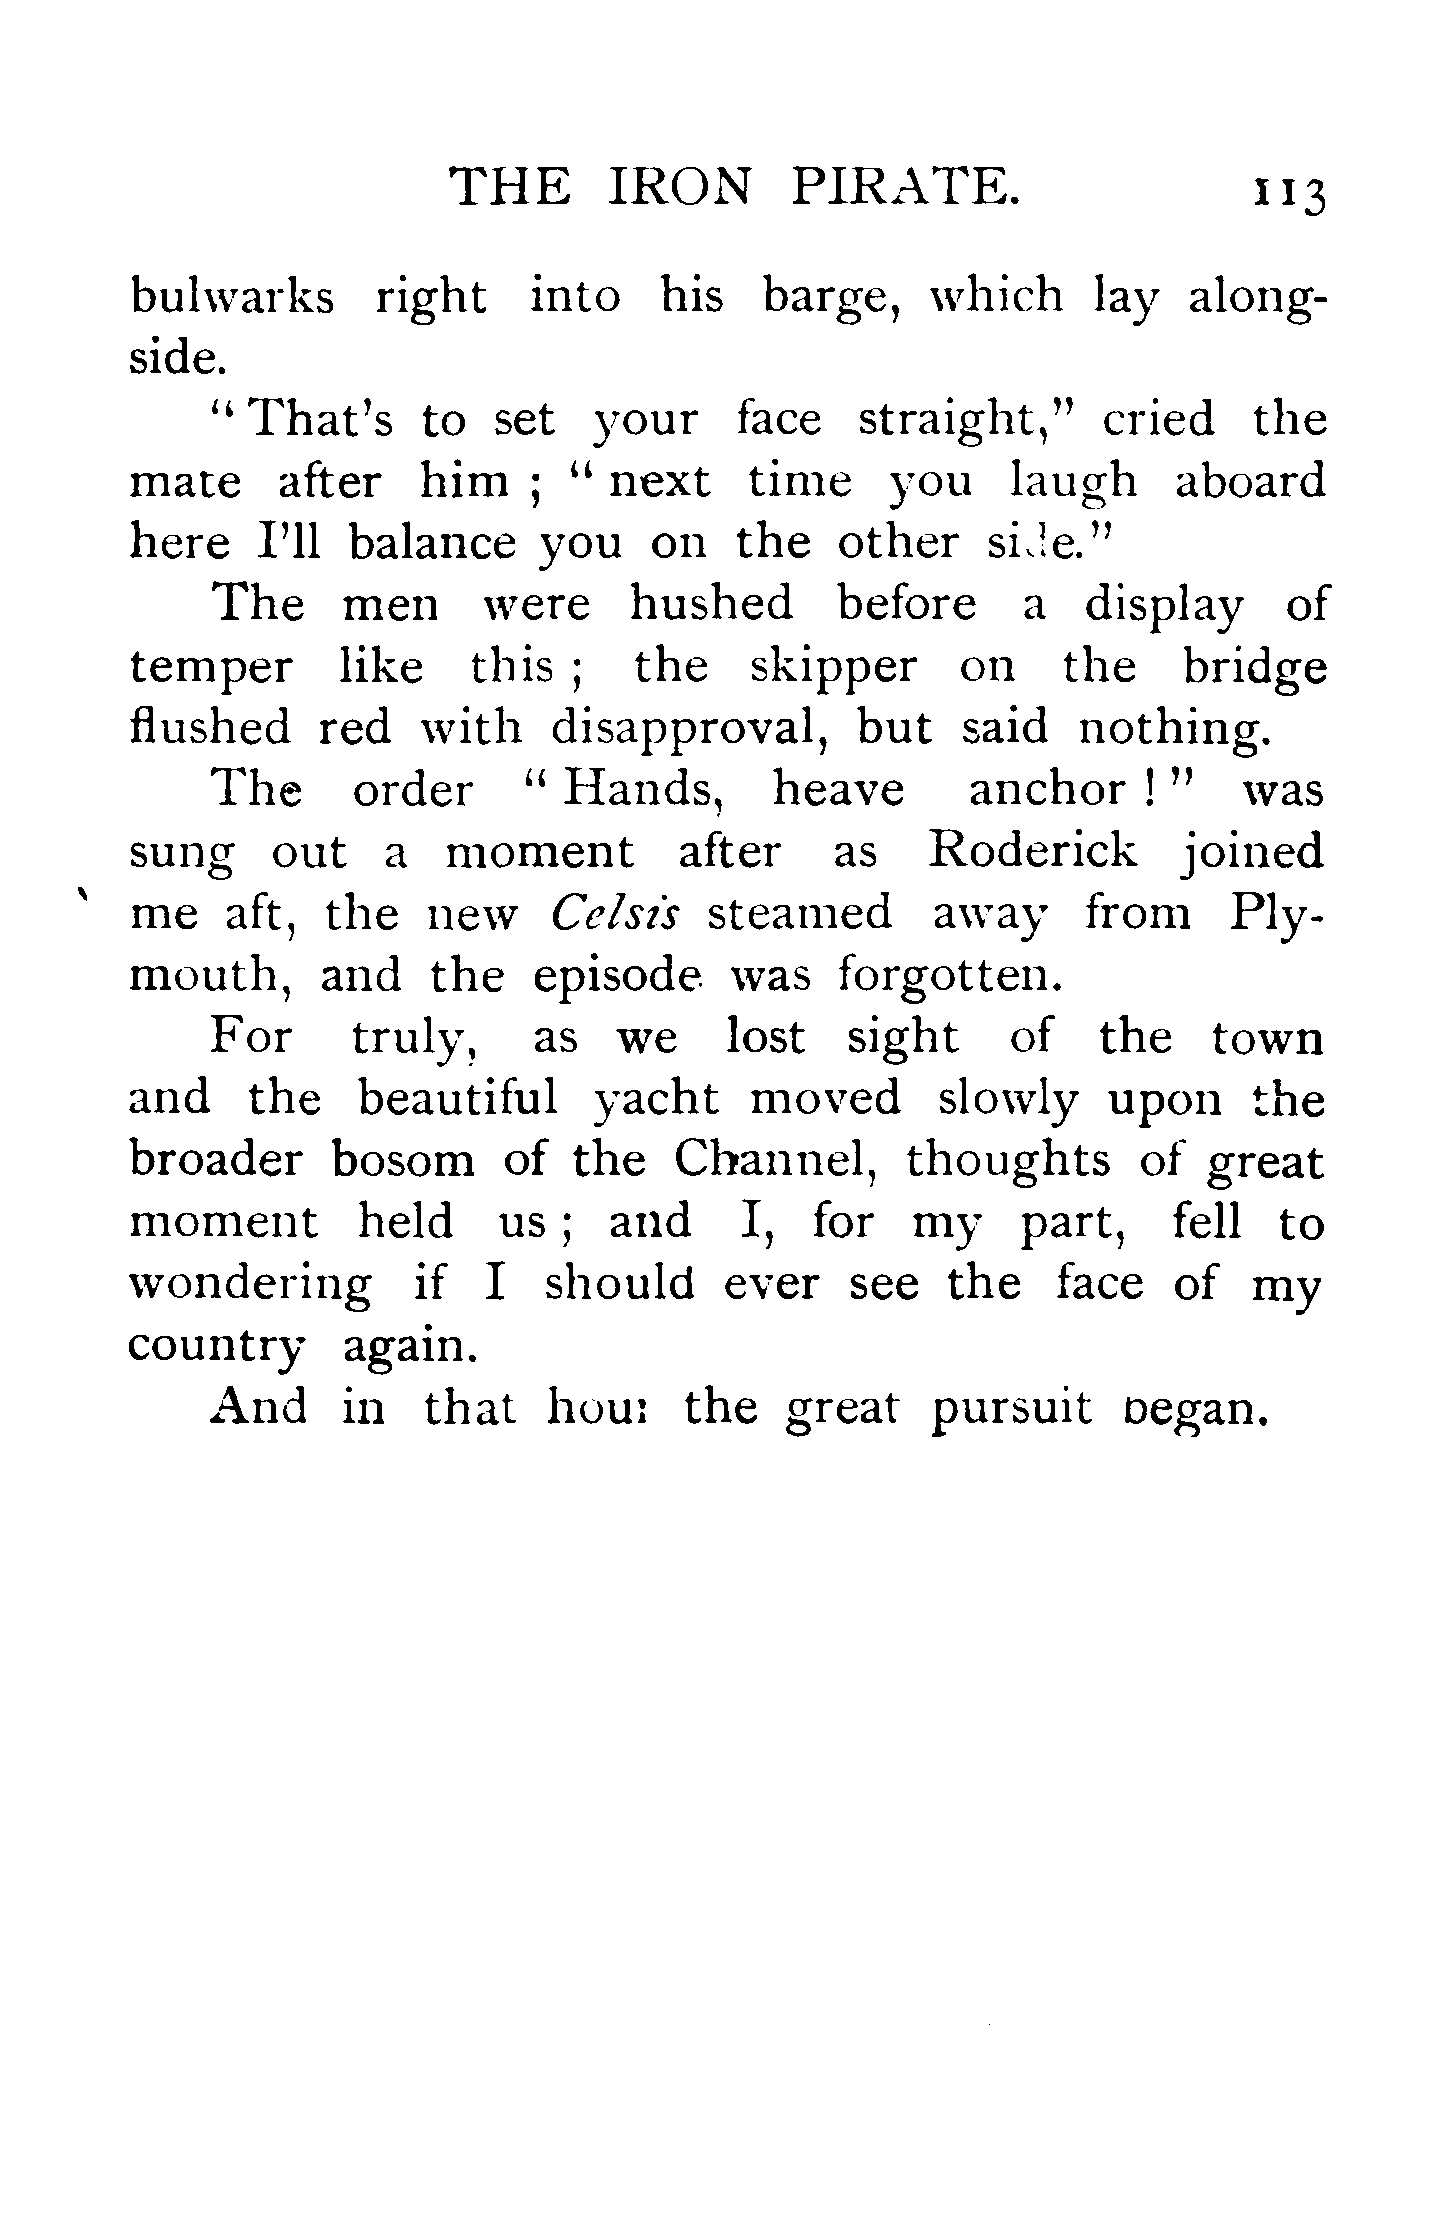 THE IRON PIRATE. 113
bulwarks right into his barge, which lay along-
side.
"That's to set your face straight," cried the
mate after him ; "next time you laugh aboard
here I'll balance you on the other side."
The men were hushed before a display of
temper like this ; the skipper on the bridge
flushed red with disapproval, but said nothing.
The order "Hands, heave anchor !" was
sung out a moment after as Roderick joined
me aft, the new Celsis steamed away from Ply-
mouth, and the episode was forgotten.
For truly, as we lost sight of the town
and the beautiful yacht moved slowly upon the
broader bosom of the Channel, thoughts of great
moment held us ; and I, for my part, fell to
wondering if I should ever see the face of my
country again.
And in that hour the great pursuit began.